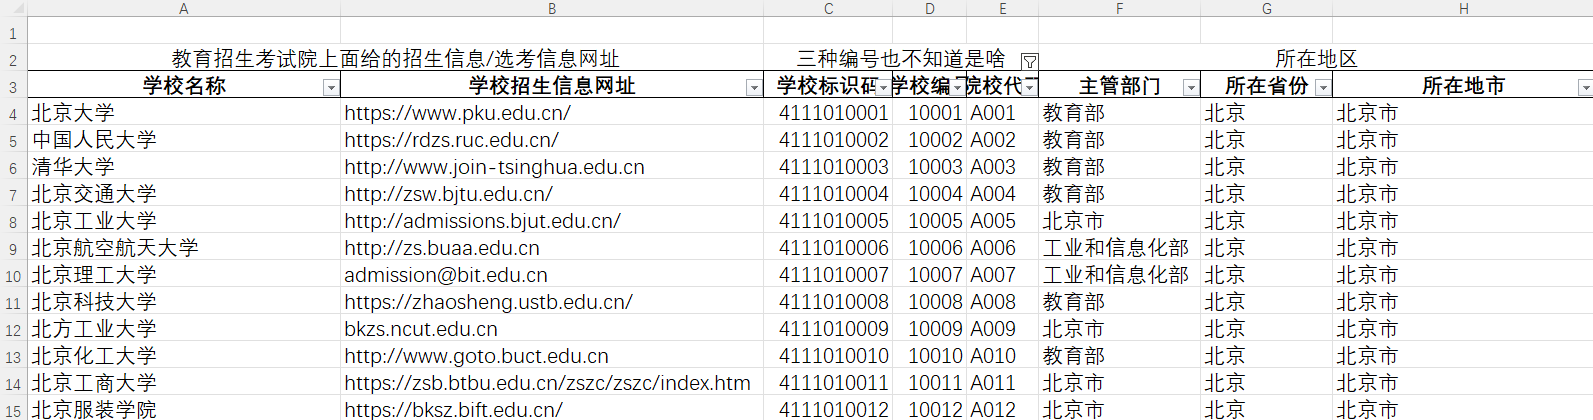 A B C D E F G H
1
2 教育招生考试院上面给的招生信息/选考信息网址 三种编号也不知道是啥 所在地区
3 学校名称 学校招生信息网址 学校标识码 学校编 院校代 主管部门 所在省份 所在地市
4 北京大学 https://www.pku.edu.cn/ 4111010001 10001 A001 教育部 北京 北京市
5 中国人民大学 https://rdzs.ruc.edu.cn/ 4111010002 10002 A002 教育部 北京 北京市
6 清华大学 http://www.join-tsinghua.edu.cn 4111010003 10003 A003 教育部 北京 北京市
7 北京交通大学 http://zsw.bjtu.edu.cn/ 4111010004 10004 A004 教育部 北京 北京市
8 北京工业大学 http://admissions.bjut.edu.cn/ 4111010005 10005 A005 北京市 北京 北京市
9 北京航空航天大学 http://zs.buaa.edu.cn 4111010006 10006 A006 工业和信息化部 北京 北京市
10 北京理工大学 admission@bit.edu.cn 4111010007 10007 A007 工业和信息化部 北京 北京市
11 北京科技大学 https://zhaosheng.ustb.edu.cn/ 4111010008 10008 A008 教育部 北京 北京市
12 北方工业大学 bkzs.ncut.edu.cn 4111010009 10009 A009 北京市 北京 北京市
13 北京化工大学 http://www.goto.buct.edu.cn 4111010010 10010 A010 教育部 北京 北京市
14 北京工商大学 https://zsb.btbu.edu.cn/zszc/zszc/index.htm 4111010011 10011 A011 北京市 北京 北京市
15 北京服装学院 https://bksz.bift.edu.cn/ 4111010012 10012 A012 北京市 北京 北京市